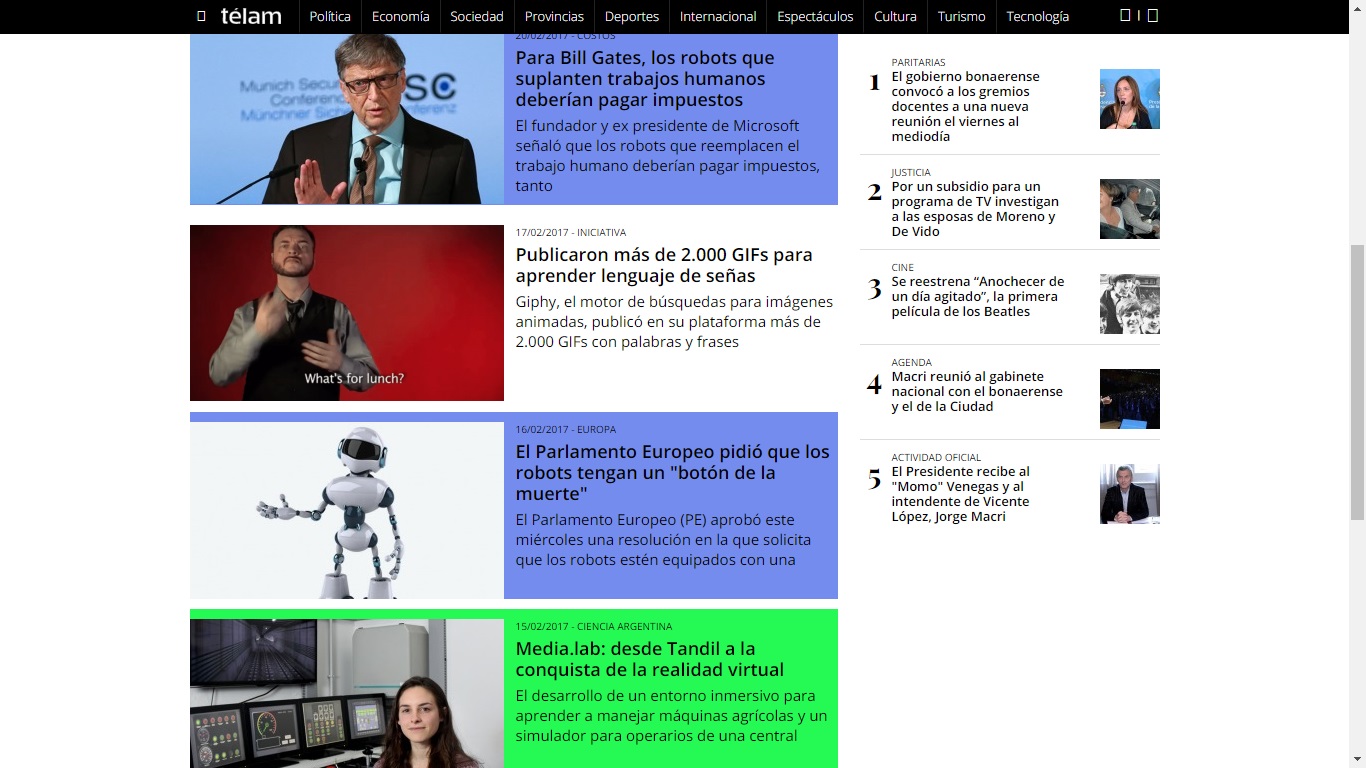 télam
Política
Economía
Sociedad
Provincias
Deportes
Internacional
Espectáculos
Cultura
Turismo
Tecnología
20/02/2017 - COSTOS
Para Bill Gates, los robots que
suplanten trabajos humanos
deberían pagar impuestos
El fundador y ex presidente de Microsoft
señaló que los robots que reemplacen el
trabajo humano deberían pagar impuestos,
tanto
Munich Secu
Conferenc
Münchner Sich
SC
onferenz
17/02/2017 - INICIATIVA
Publicaron más de 2.000 GIFs para
aprender lenguaje de señas
Giphy, el motor de búsquedas para imágenes
animadas, publicó en su plataforma más de
2.000 GIFs con palabras y frases
What's for lunch?
16/02/2017 - EUROPA
El Parlamento Europeo pidió que los
robots tengan un "botón de la
muerte"
El Parlamento Europeo (PE) aprobó este
miércoles una resolución en la que solicita
que los robots estén equipados con una
15/02/2017 - CIENCIA ARGENTINA
Media.lab: desde Tandil a la
conquista de la realidad virtual
El desarrollo de un entorno inmersivo para
aprender a manejar máquinas agrícolas y un
simulador para operarios de una central
1
PARITARIAS
El gobierno bonaerense
convocó a los gremios
docentes a una nueva
reunión el viernes al
mediodía
2
JUSTICIA
Por un subsidio para un
programa de TV investigan
a las esposas de Moreno y
De Vido
3
CINE
Se reestrena “Anochecer de
un día agitado”, la primera
película de los Beatles
4
AGENDA
Macri reunió al gabinete
nacional con el bonaerense
y el de la Ciudad
5
ACTIVIDAD OFICIAL
El Presidente recibe al
"Momo" Venegas y al
intendente de Vicente
López, Jorge Macri